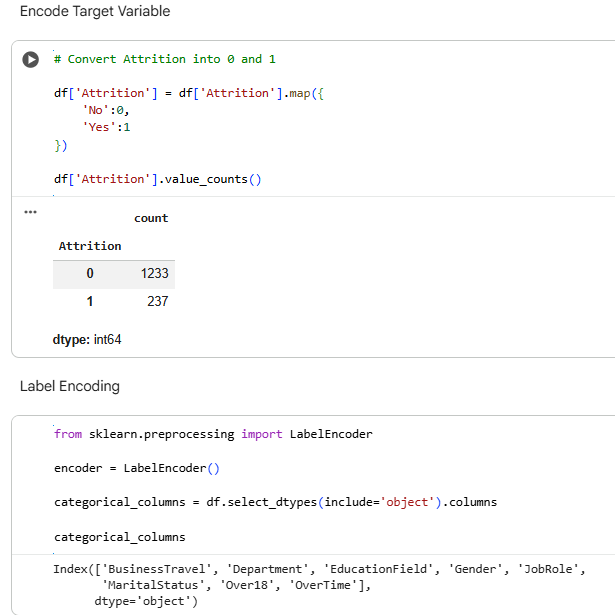 Encode Target Variable
# Convert Attrition into 0 and 1
df['Attrition'] = df['Attrition'].map({
'No':0,
'Yes':1
})
df['Attrition'].value_counts()
count
Attrition
0 1233
1 237
dtype: int64
Label Encoding
from sklearn.preprocessing import LabelEncoder
encoder = LabelEncoder()
categorical_columns = df.select_dtypes(include='object').columns
categorical_columns
Index(['BusinessTravel', 'Department', 'EducationField', 'Gender', 'JobRole',
'MaritalStatus', 'Over18', 'OverTime'],
dtype='object')